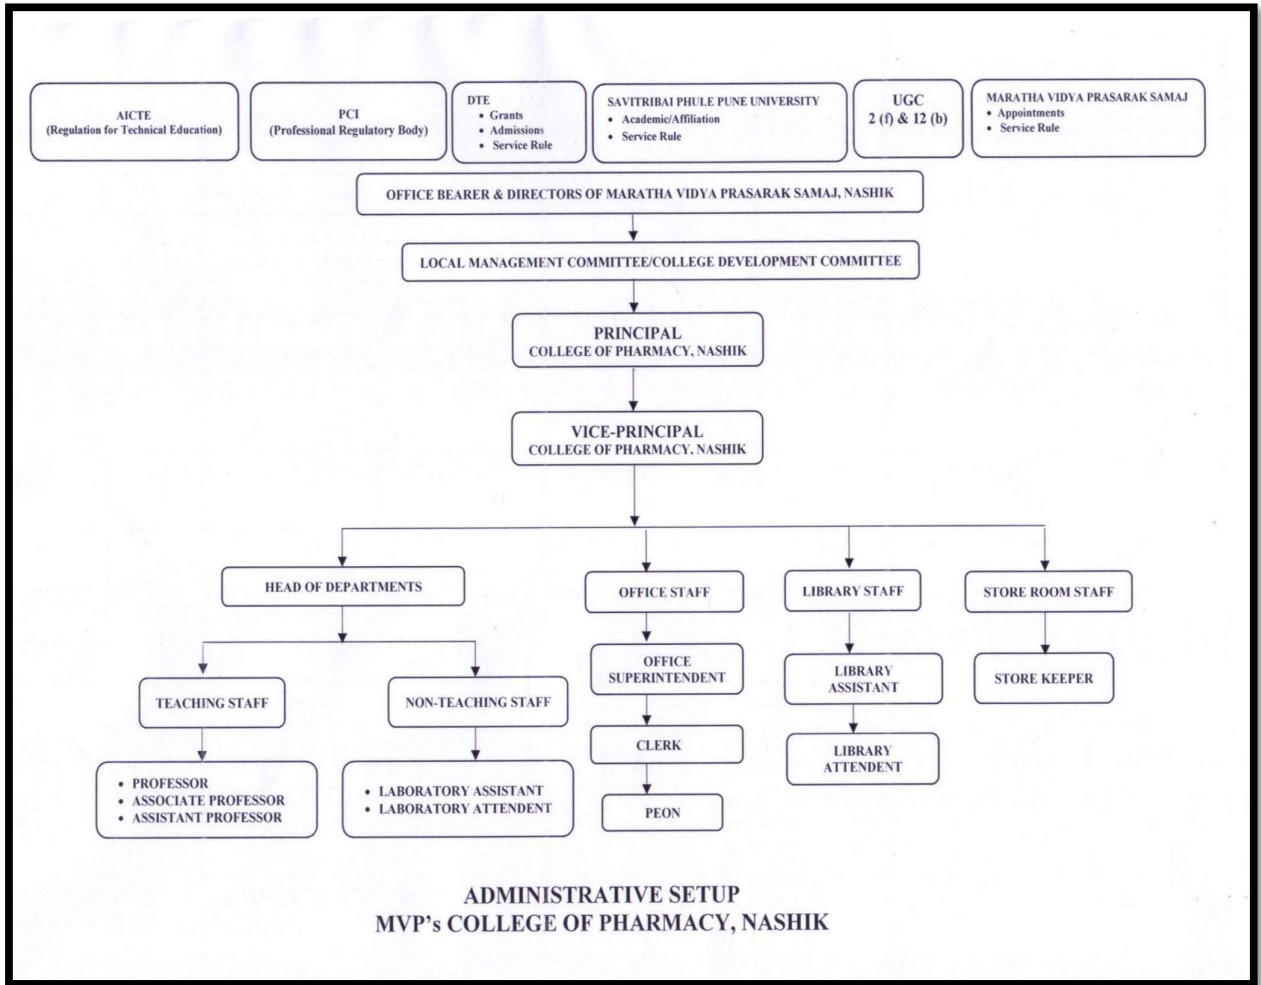 AICTE
(Regulation for Technical Education)
PCI
(Professional Regulatory Body)
DTE
• Grants
• Admissions
• Service Rule
SAVITRIBAI PHULE PUNE UNIVERSITY
• Academic/Affiliation
• Service Rule
UGC
2 (f) & 12 (b)
MARATHA VIDYA PRASARAK SAMAJ
• Appointments
• Service Rule
OFFICE BEARER & DIRECTORS OF MARATHA VIDYA PRASARAK SAMAJ, NASHIK
LOCAL MANAGEMENT COMMITTEE/COLLEGE DEVELOPMENT COMMITTEE
PRINCIPAL
COLLEGE OF PHARMACY, NASHIK
VICE-PRINCIPAL
COLLEGE OF PHARMACY, NASHIK
HEAD OF DEPARTMENTS
OFFICE STAFF
LIBRARY STAFF
STORE ROOM STAFF
TEACHING STAFF
NON-TEACHING STAFF
OFFICE
SUPERINTENDENT
LIBRARY
ASSISTANT
STORE KEEPER
CLERK
LIBRARY
ATTENDENT
• PROFESSOR
• ASSOCIATE PROFESSOR
• ASSISTANT PROFESSOR
• LABORATORY ASSISTANT
• LABORATORY ATTENDENT
PEON
ADMINISTRATIVE SETUP
MVP's COLLEGE OF PHARMACY, NASHIK